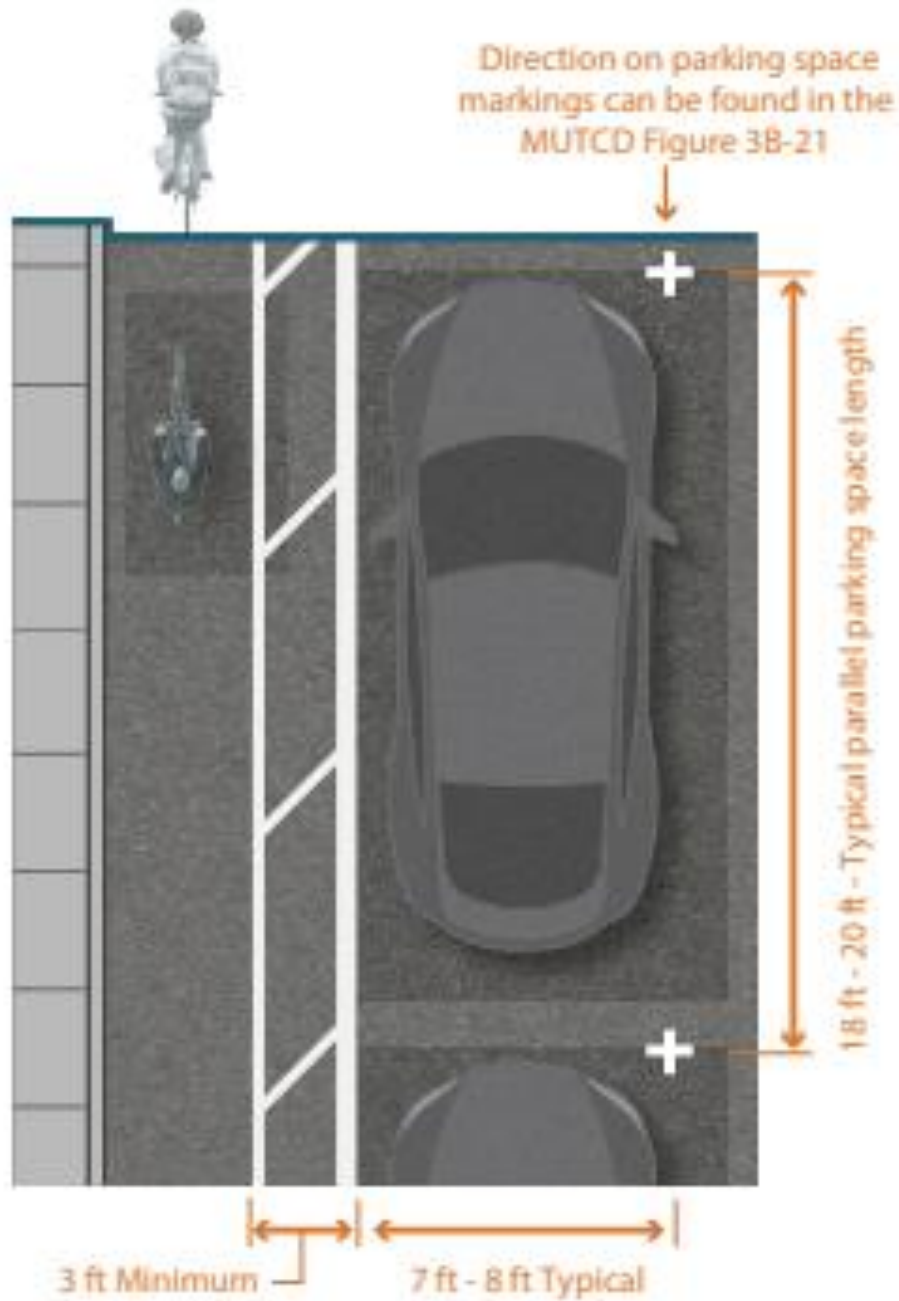 Direction on parking space
markings can be found in the
MUTCD Figure 3B-21
18 ft - 20 ft - Typical parallel parking space length
3 ft Minimum
7 ft - 8 ft Typical